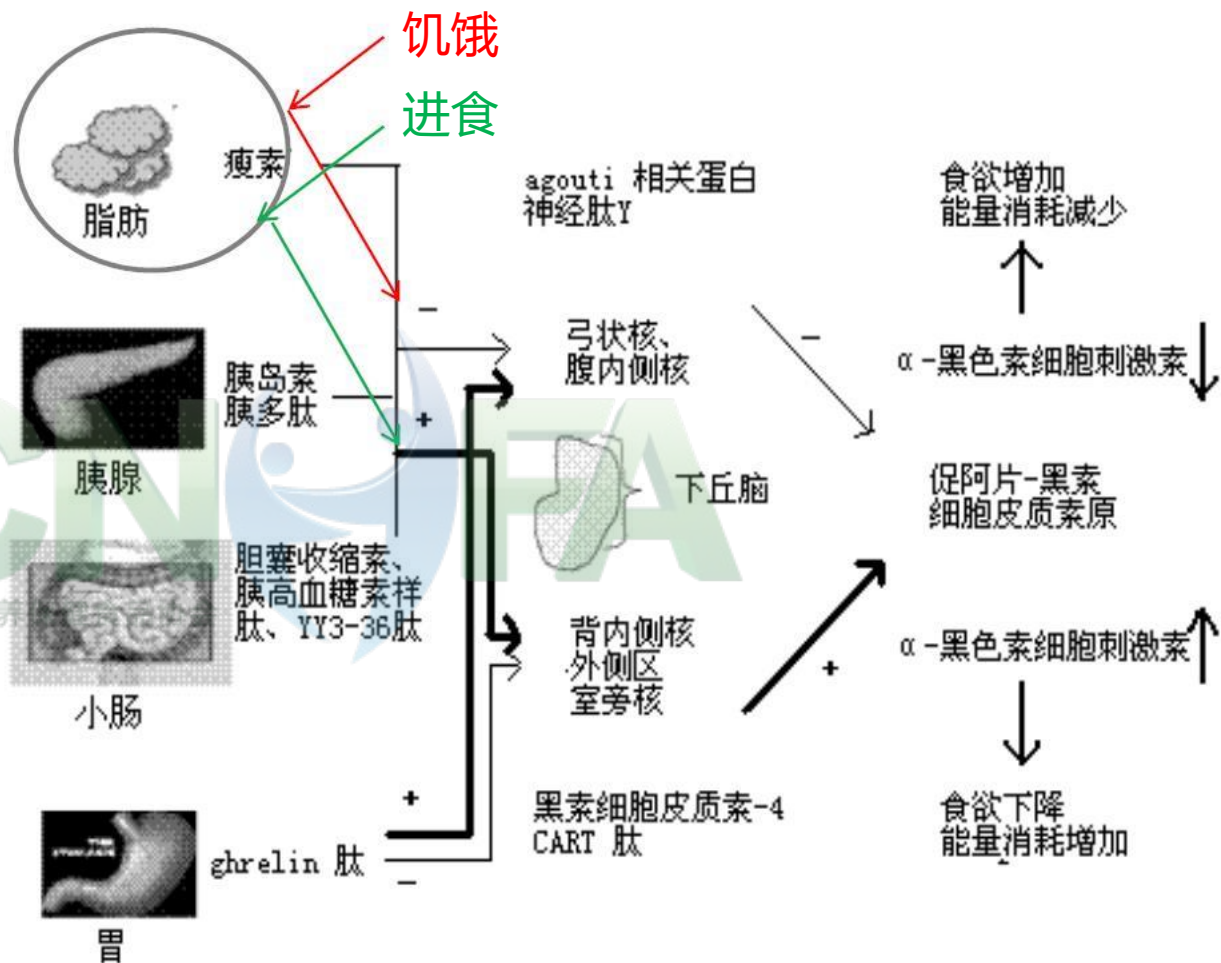 饥饿
进食
瘦素
脂肪
agouti 相关蛋白
神经肽Y
食欲增加
能量消耗减少
-
弓状核、
腹内侧核
-
α-黑色素细胞刺激素
胰岛素
胰多肽
+
胰腺
下丘脑
促阿片-黑素
细胞皮质素原
胆囊收缩素、
胰高血糖素样
肽、YY3-36肽
小肠
背内侧核
外侧区
室旁核
α-黑色素细胞刺激素
+
+
ghrelin 肽
-
黑素细胞皮质素-4
CART 肽
食欲下降
能量消耗增加
胃
CN FA